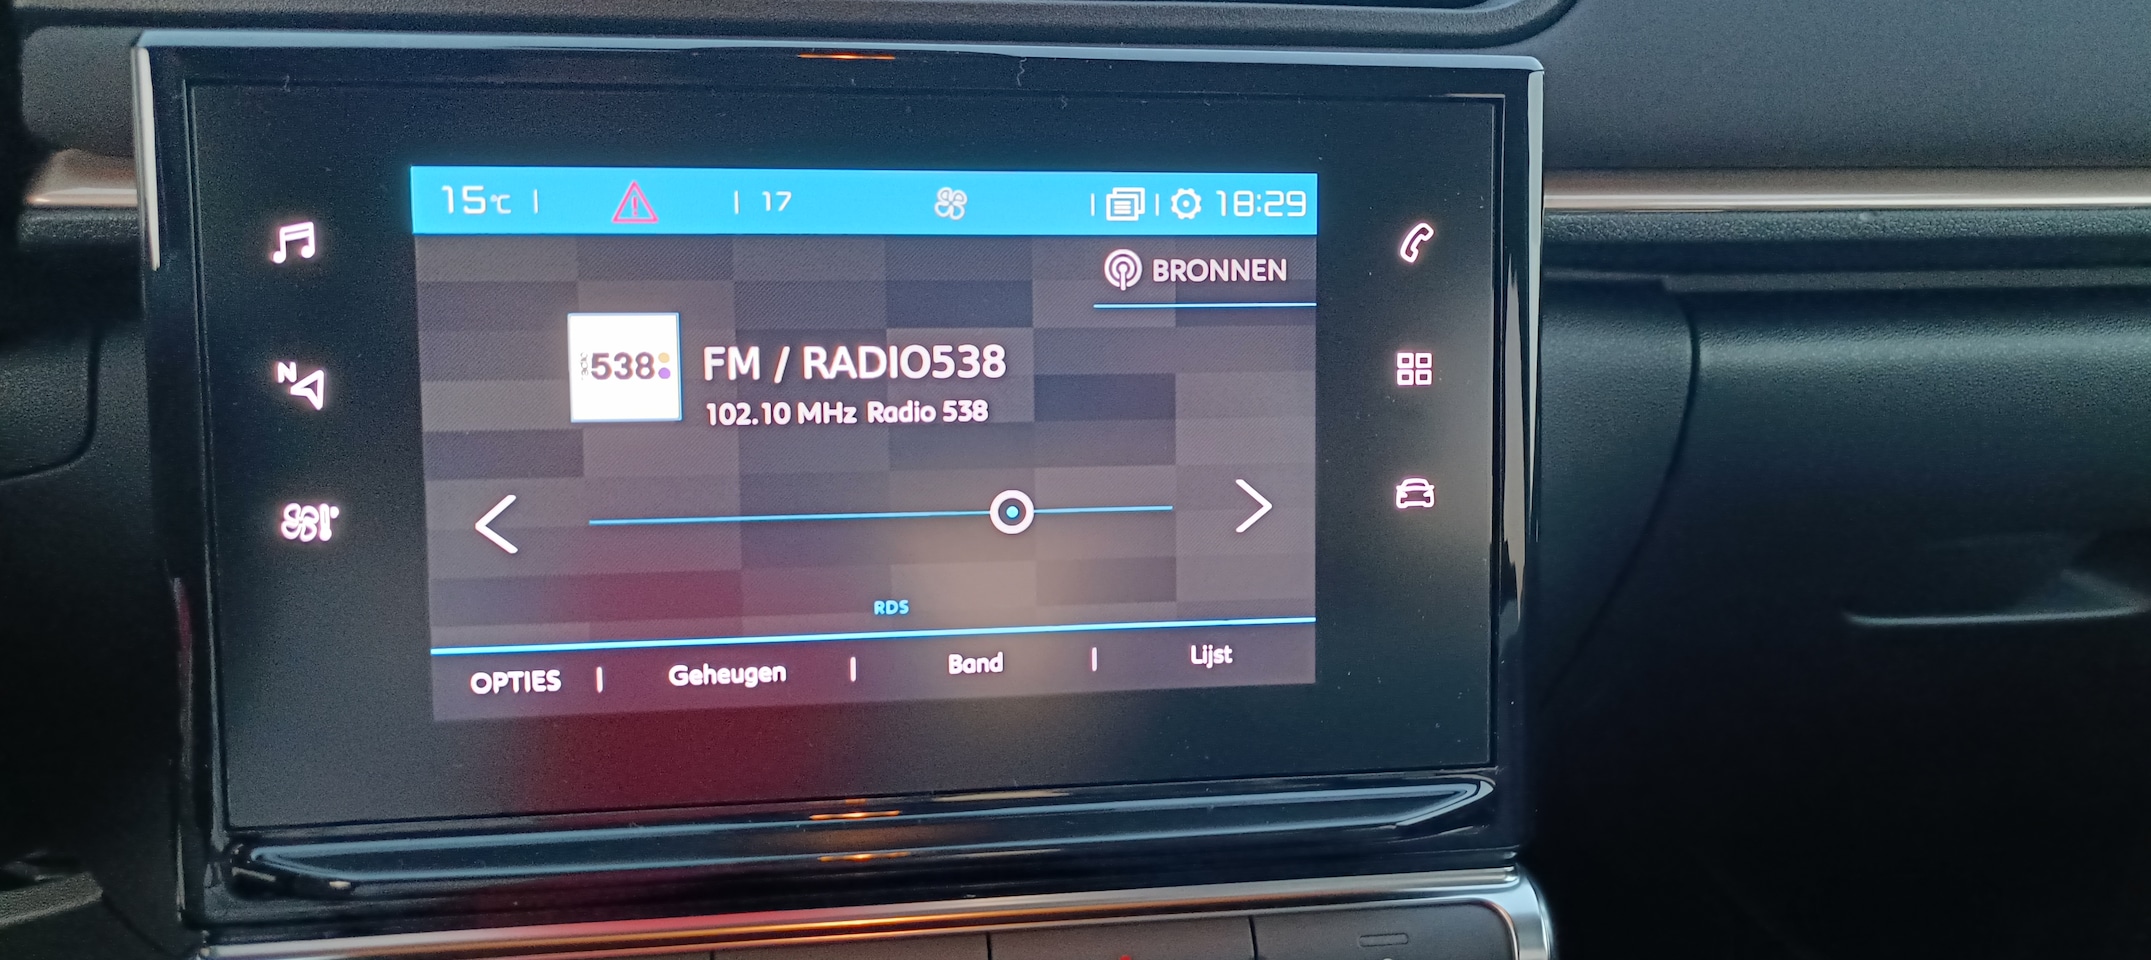 15°C | | 17 | | 18:29
BRONNEN
538
FM / RADIO538
102.10 MHz Radio 538
N
RDS
OPTIES | Geheugen | Band | Lijst